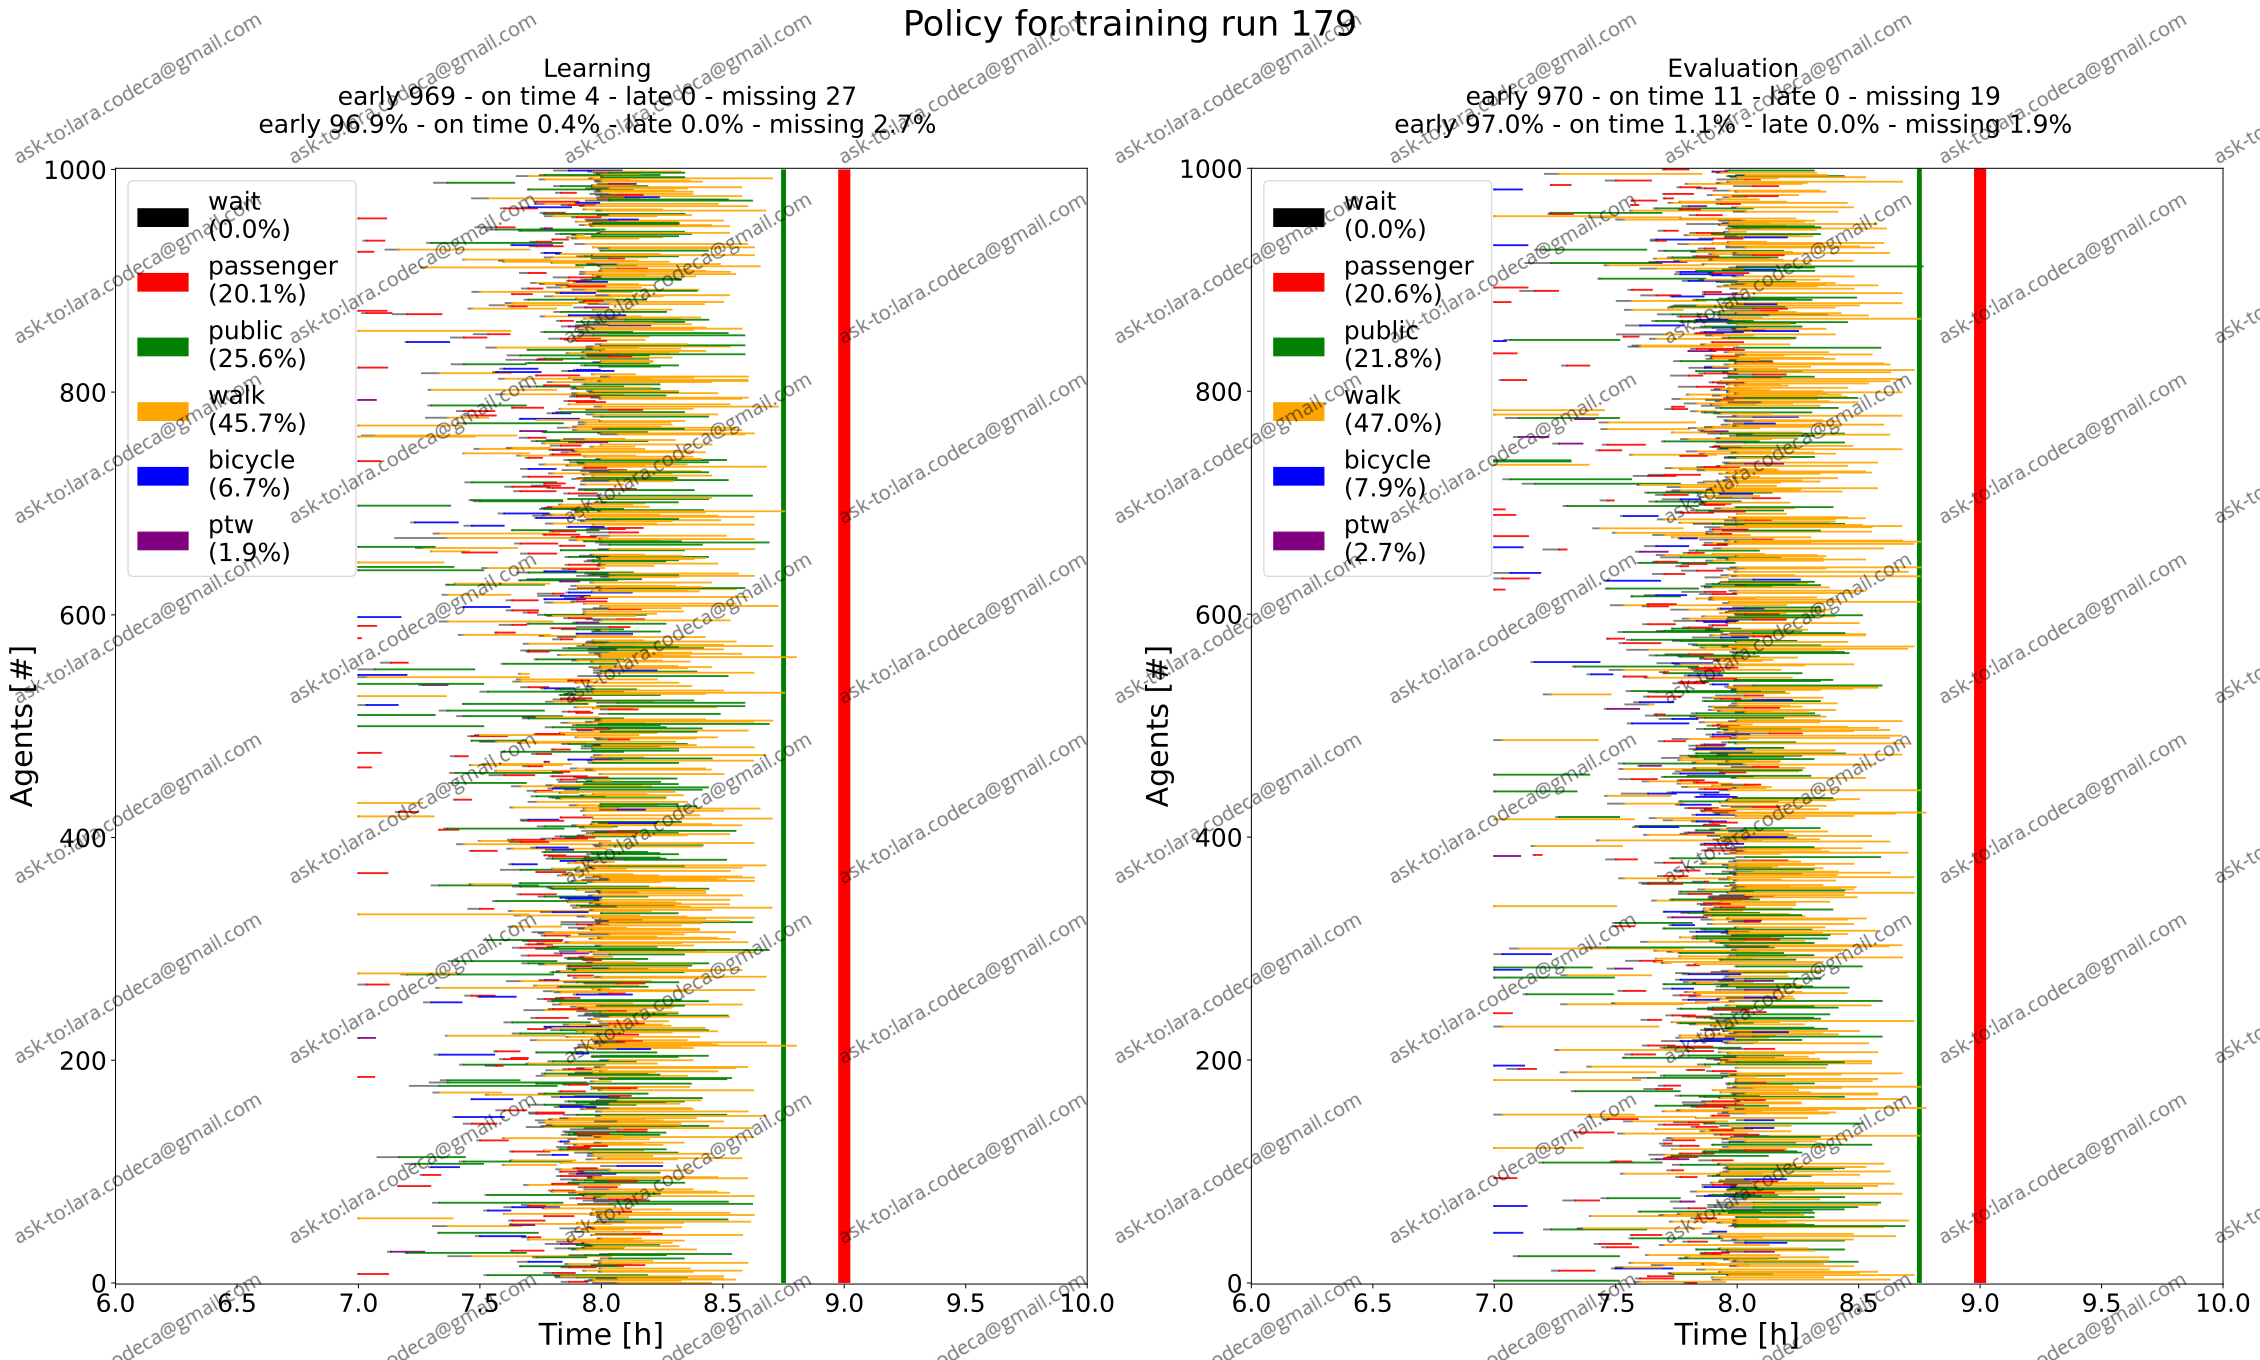 Policy for training run 179
Learning
early 969 - on time 4 - late 0 - missing 27
early 96.9% - on time 0.4% - late 0.0% - missing 2.7%
1000
800
600
400
200
0
Agents [#]
wait
(0.0%)
passenger
(20.1%)
public
(25.6%)
walk
(45.7%)
bicycle
(6.7%)
ptw
(1.9%)
6.0 6.5 7.0 7.5 8.0 8.5 9.0 9.5 10.0
Time [h]
Evaluation
early 970 - on time 11 - late 0 - missing 19
early 97.0% - on time 1.1% - late 0.0% - missing 1.9%
1000
800
600
400
200
0
Agents [#]
wait
(0.0%)
passenger
(20.6%)
public
(21.8%)
walk
(47.0%)
bicycle
(7.9%)
ptw
(2.7%)
6.0 6.5 7.0 7.5 8.0 8.5 9.0 9.5 10.0
Time [h]
ask-to:lara.codeca@gmail.com